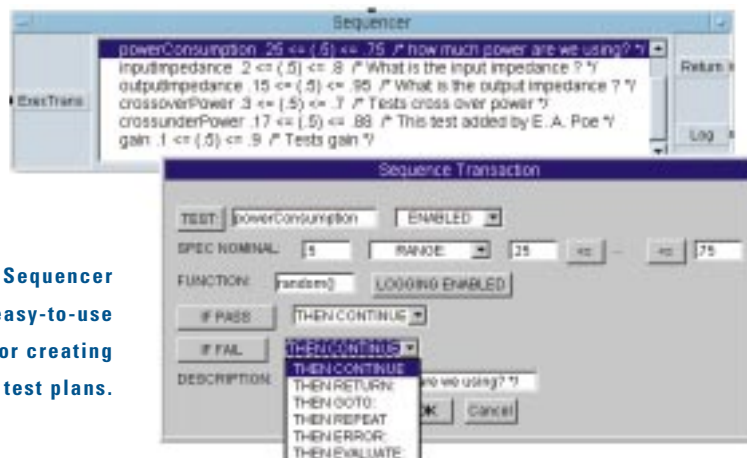 Sequencer
powerConsumption .25 <= (.5) <= .75 /* how much power are we using? */
inputImpedance .2 <= (.5) <= .8 /* What is the input impedance ? */
outputImpedance .15 <= (.5) <= .95 /* What is the output impedance ? */
crossoverPower .3 <= (.5) <= .7 /* Tests cross over power */
crossunderPower .17 <= (.5) <= .88 /* This test added by E. A. Poe */
gain .1 <= (.5) <= .9 /* Tests gain */
ExecTrans
Return
Log
Sequence Transaction
TEST: powerConsumption ENABLED
SPEC NOMINAL: .5 RANGE: .25 <= ... <= .75
FUNCTION: random() LOGGING ENABLED
IF PASS THEN CONTINUE
IF FAIL THEN CONTINUE
THEN CONTINUE
THEN RETURN:
THEN GOTO:
THEN REPEAT
THEN ERROR:
THEN EVALUATE:
DESCRIPTION: are we using? */
OK Cancel
Sequencer
easy-to-use
or creating
test plans.